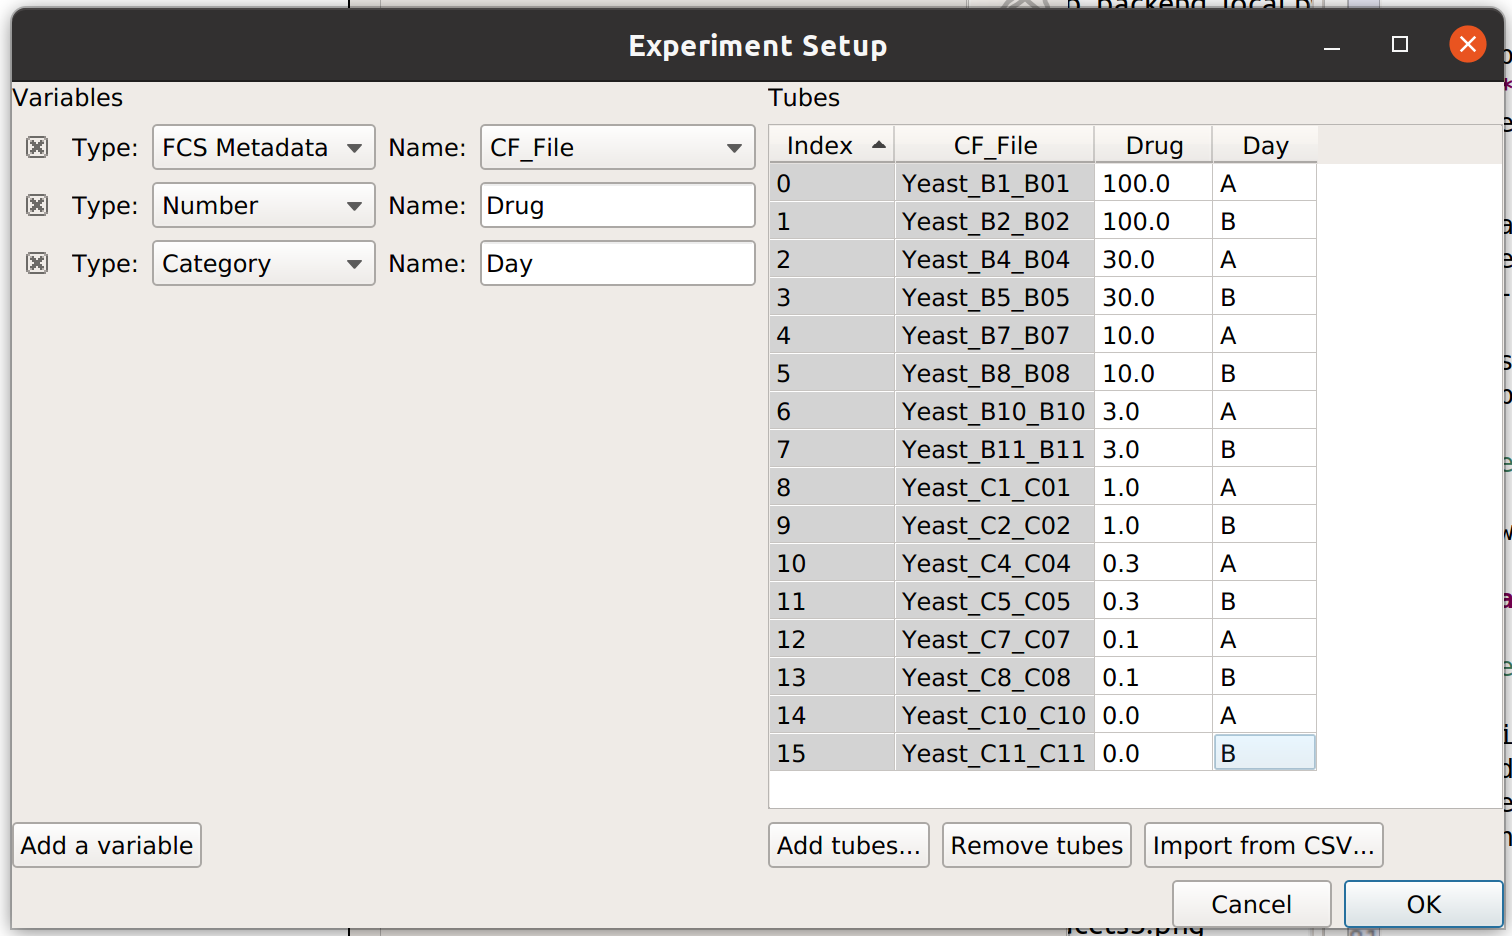 p_backend_local.p
Experiment Setup
Variables
Type: FCS Metadata Name: CF_File
Type: Number Name: Drug
Type: Category Name: Day
Add a variable
Tubes
Index CF_File Drug Day
0 Yeast_B1_B01 100.0 A
1 Yeast_B2_B02 100.0 B
2 Yeast_B4_B04 30.0 A
3 Yeast_B5_B05 30.0 B
4 Yeast_B7_B07 10.0 A
5 Yeast_B8_B08 10.0 B
6 Yeast_B10_B10 3.0 A
7 Yeast_B11_B11 3.0 B
8 Yeast_C1_C01 1.0 A
9 Yeast_C2_C02 1.0 B
10 Yeast_C4_C04 0.3 A
11 Yeast_C5_C05 0.3 B
12 Yeast_C7_C07 0.1 A
13 Yeast_C8_C08 0.1 B
14 Yeast_C10_C10 0.0 A
15 Yeast_C11_C11 0.0 B
Add tubes... Remove tubes Import from CSV...
Cancel OK